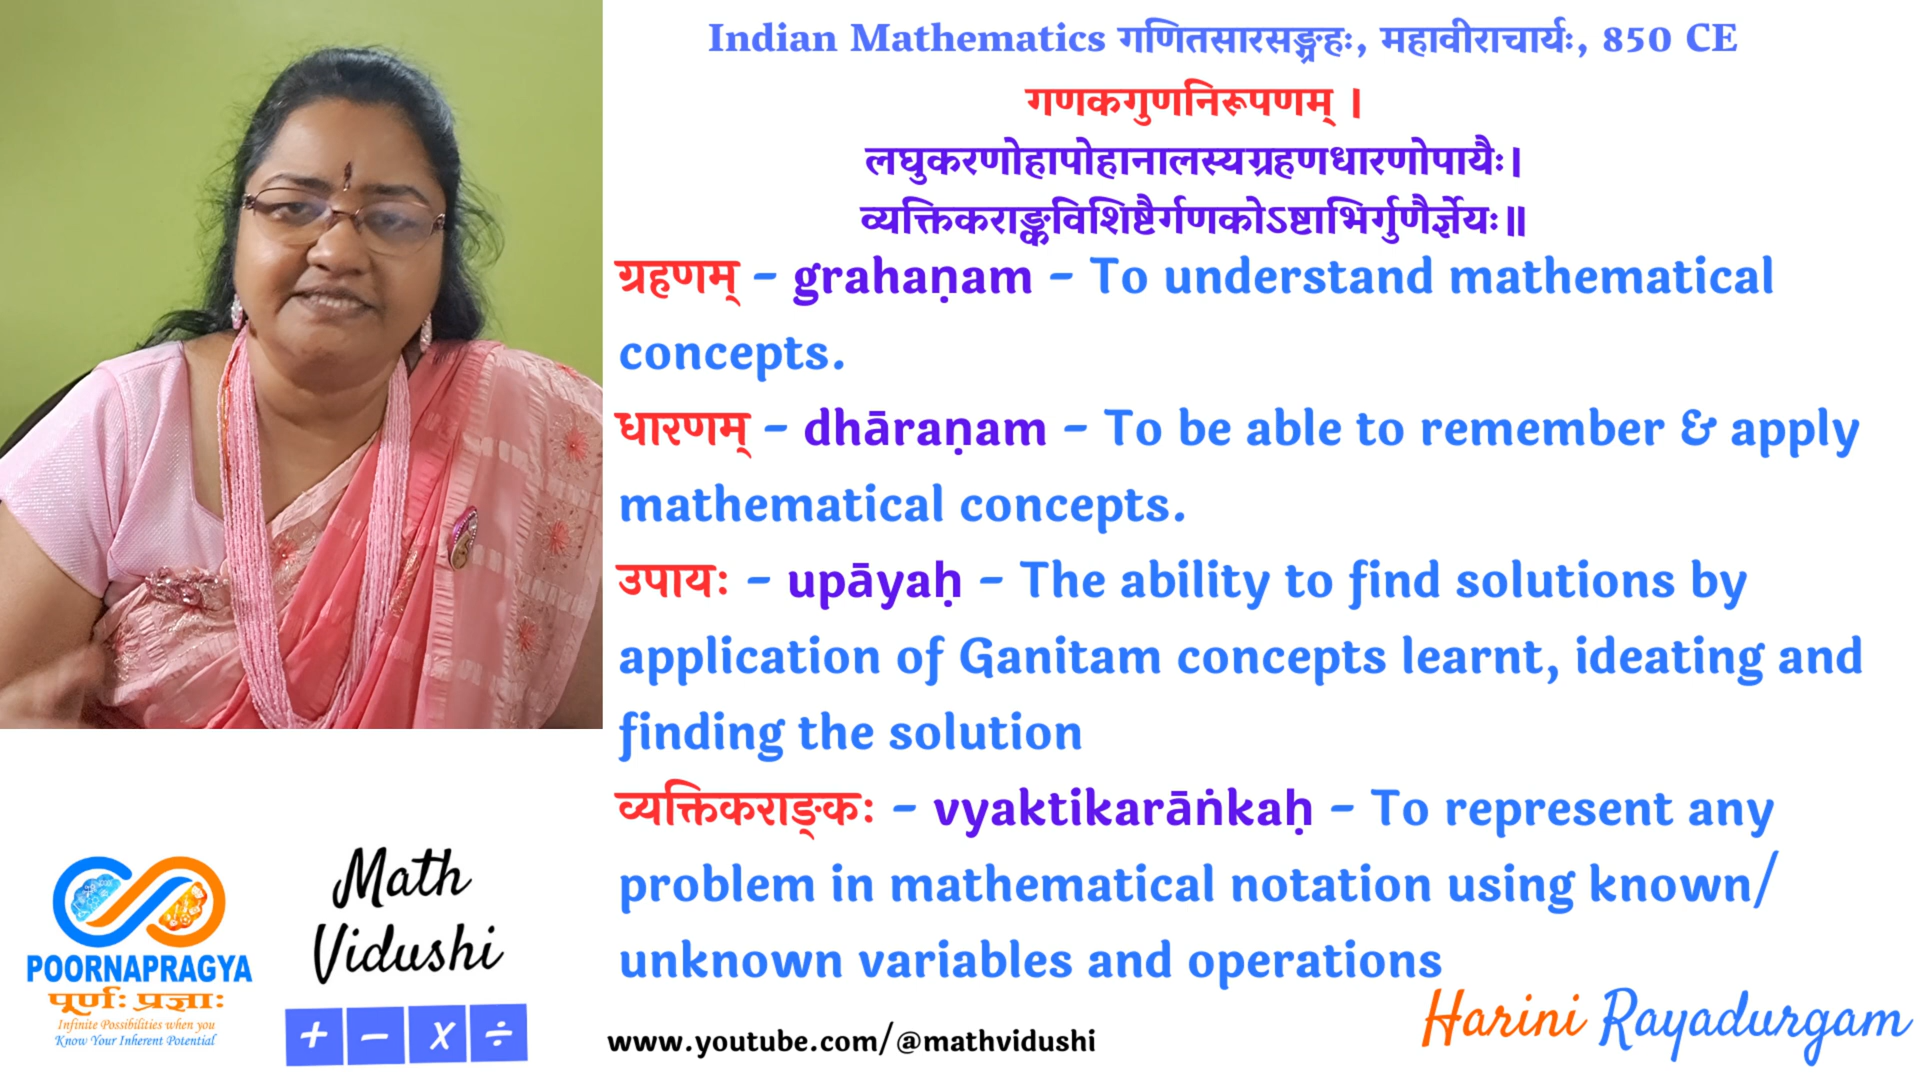 Indian Mathematics गणितसारसङ्ग्रहः, महावीराचार्यः, 850 CE
गणकगुणनिरूपणम् ।
लघुकरणोहापोहानालस्यग्रहणधारणोपायैः।
व्यक्तिकराङ्कविशिष्टैर्गणकोऽष्टाभिर्गुणैर्ज्ञेयः॥
ग्रहणम् - grahaṇam - To understand mathematical
concepts.
धारणम् - dhāraṇam - To be able to remember & apply
mathematical concepts.
उपायः - upāyaḥ - The ability to find solutions by
application of Ganitam concepts learnt, ideating and
finding the solution
व्यक्तिकराङ्कः - vyaktikarāṅkaḥ - To represent any
problem in mathematical notation using known/
unknown variables and operations
Harini Rayadurgam
POORNAPRAGYA
पूर्णः प्रज्ञाः
Infinite Possibilities when you
Know Your Inherent Potential
Math
Vidushi
+ − x ÷
www.youtube.com/@mathvidushi